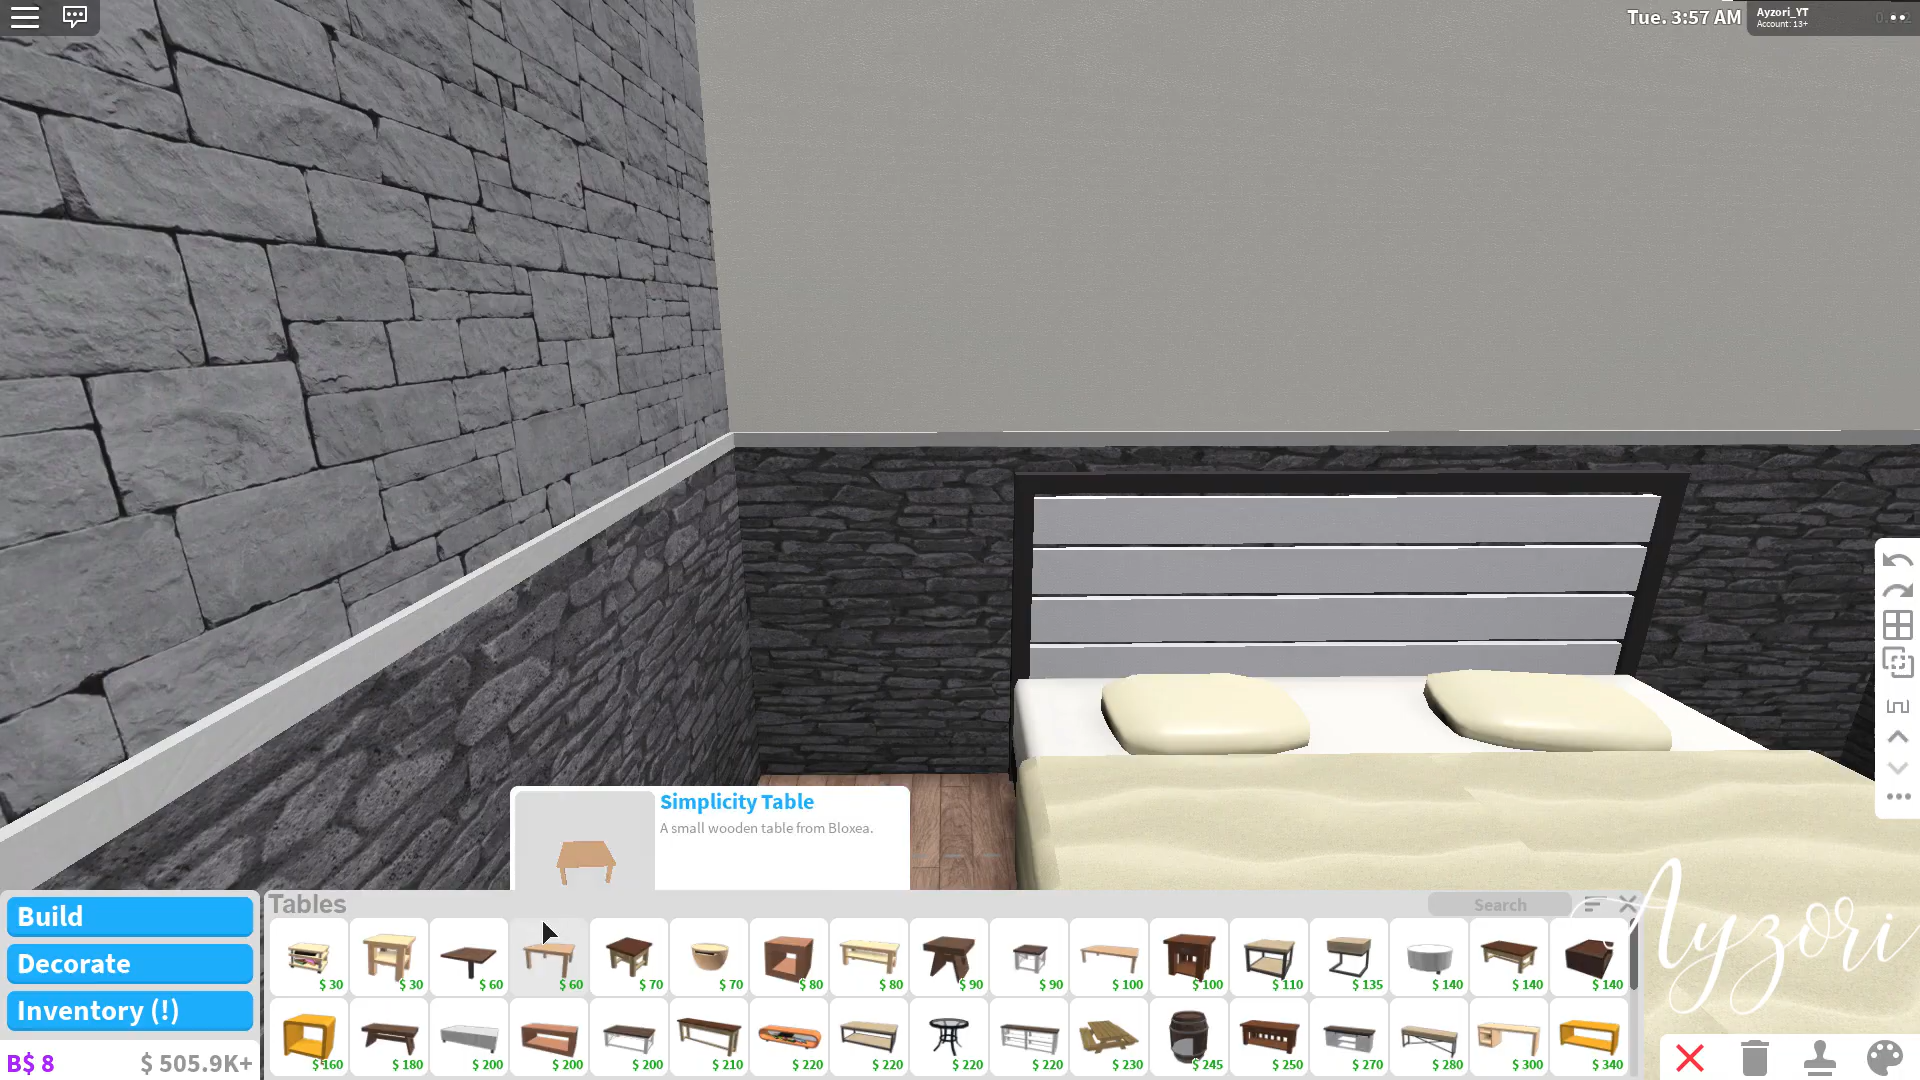 Tue. 3:57 AM
Ayzori_YT
Account: 13+
Simplicity Table
A small wooden table from Bloxea.
Build
Decorate
Inventory (!)
B$ 8
$ 505.9K+
Tables
Search
$ 30
$ 30
$ 60
$ 60
$ 70
$ 70
$ 80
$ 80
$ 90
$ 90
$ 100
$ 100
$ 110
$ 135
$ 140
$ 140
$ 140
$ 160
$ 180
$ 200
$ 200
$ 200
$ 210
$ 220
$ 220
$ 220
$ 220
$ 230
$ 245
$ 250
$ 270
$ 280
$ 300
$ 340
Ayzori